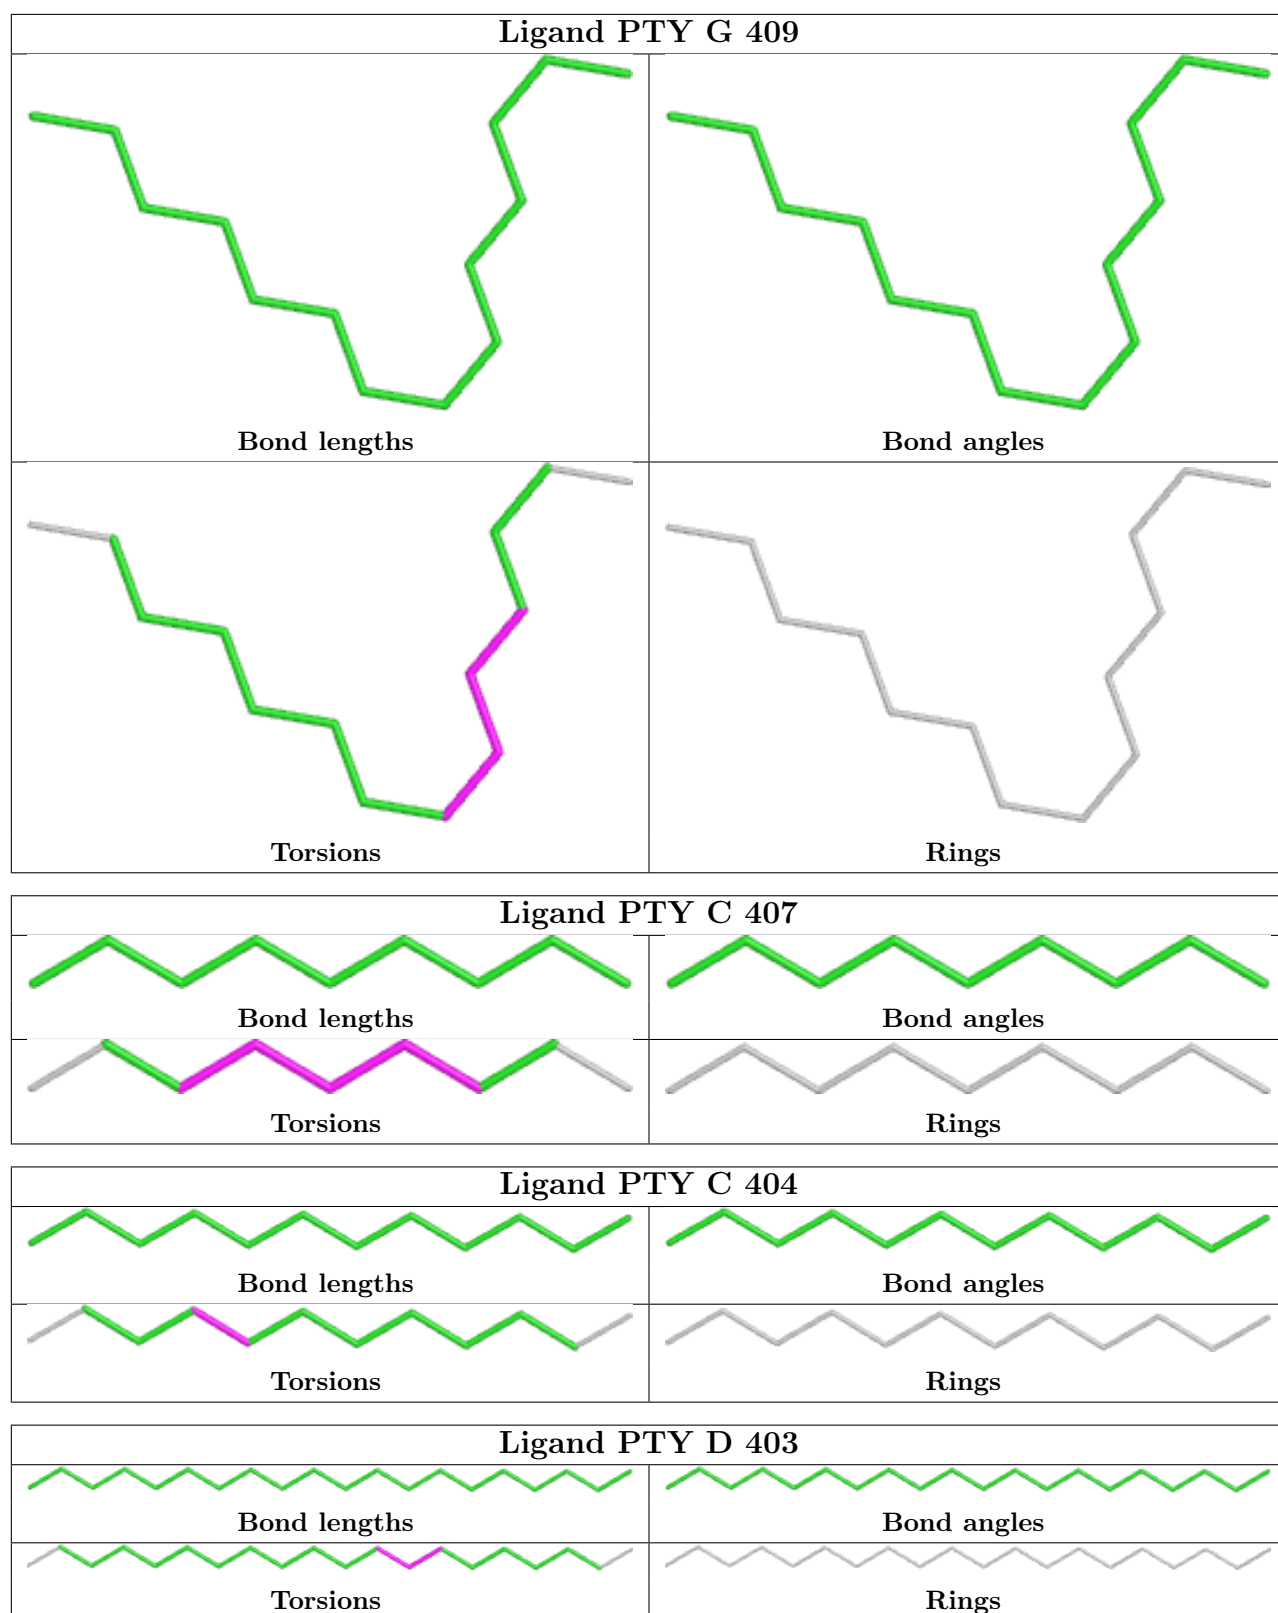 Ligand PTY G 409
Bond lengths
Bond angles
Torsions
Rings
Ligand PTY C 407
Bond lengths
Bond angles
Torsions
Rings
Ligand PTY C 404
Bond lengths
Bond angles
Torsions
Rings
Ligand PTY D 403
Bond lengths
Bond angles
Torsions
Rings